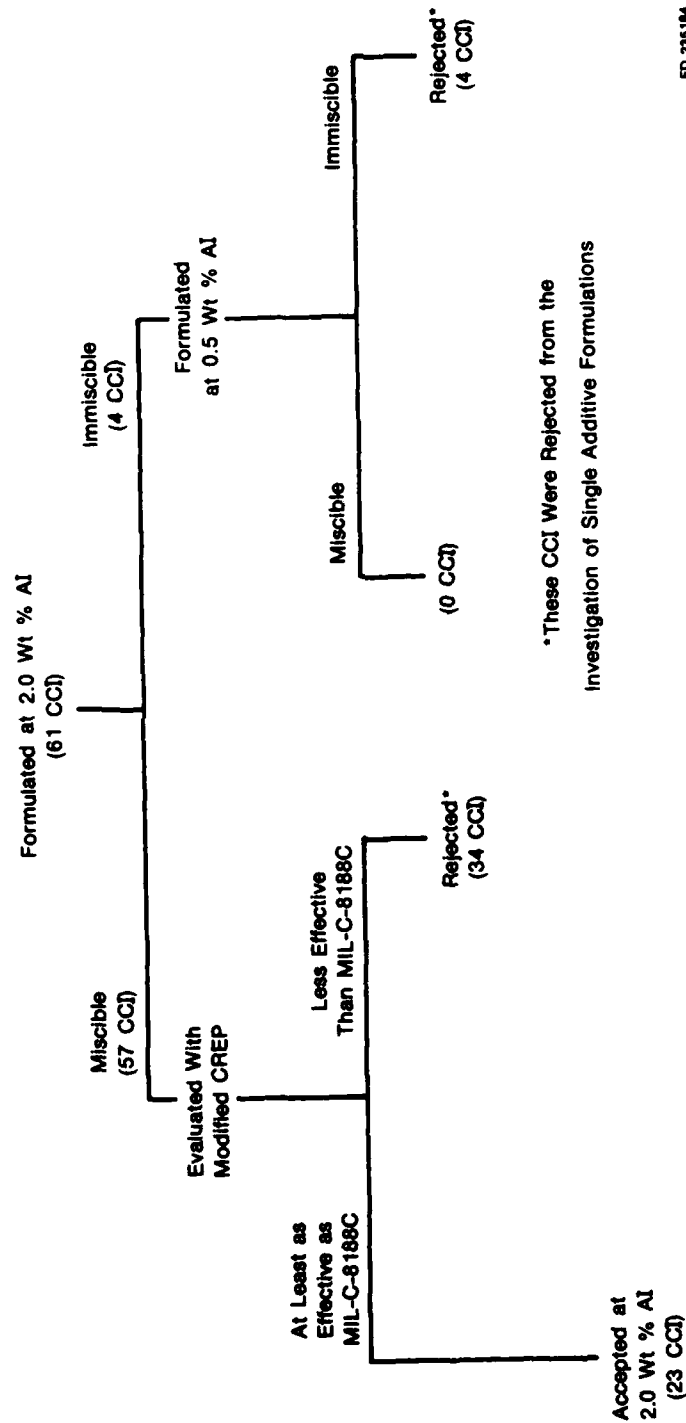 Formulated at 2.0 Wt % AI
(61 CCI)
Miscible
(57 CCI)
Immiscible
(4 CCI)
Evaluated With
Modified CREP
Formulated
at 0.5 Wt % AI
At Least as
Effective as
MIL-C-8188C
Less Effective
Than MIL-C-8188C
Miscible
Immiscible
Accepted at
2.0 Wt % AI
(23 CCI)
Rejected*
(34 CCI)
(0 CCI)
Rejected*
(4 CCI)
*These CCI Were Rejected from the
Investigation of Single Additive Formulations